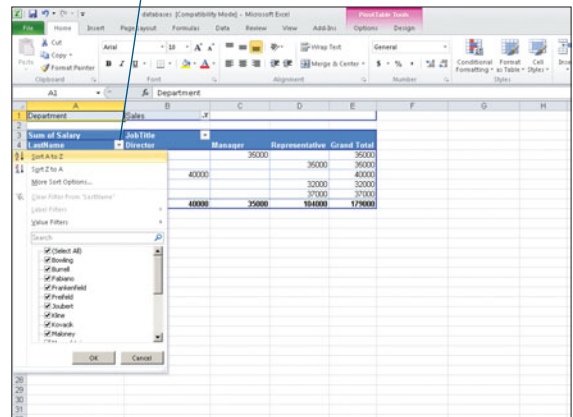 databases [Compatibility Mode] - Microsoft Excel
PivotTable Tools
File Home Insert Page Layout Formulas Data Review View Add-Ins Options Design
Paste
Cut
Copy
Format Painter
Clipboard
Arial 10
Font
Wrap Text
Merge & Center
Alignment
General
Number
Conditional Formatting
Format as Table
Cell Styles
Styles
A1 fx Department
A B C D E F G H
1 Department Sales
2
3 Sum of Salary JobTitle
4 LastName Director Manager Representative Grand Total
35000 35000
35000 35000
40000 40000
32000 32000
37000 37000
40000 35000 104000 179000
Sort A to Z
Sort Z to A
More Sort Options...
Clear Filter From "LastName"
Label Filters
Value Filters
Search
(Select All)
Bowling
Burrell
Fabiano
Frankenfield
Freifeld
Joubert
Kline
Kovacik
Maloney
OK Cancel
28
29
30
31